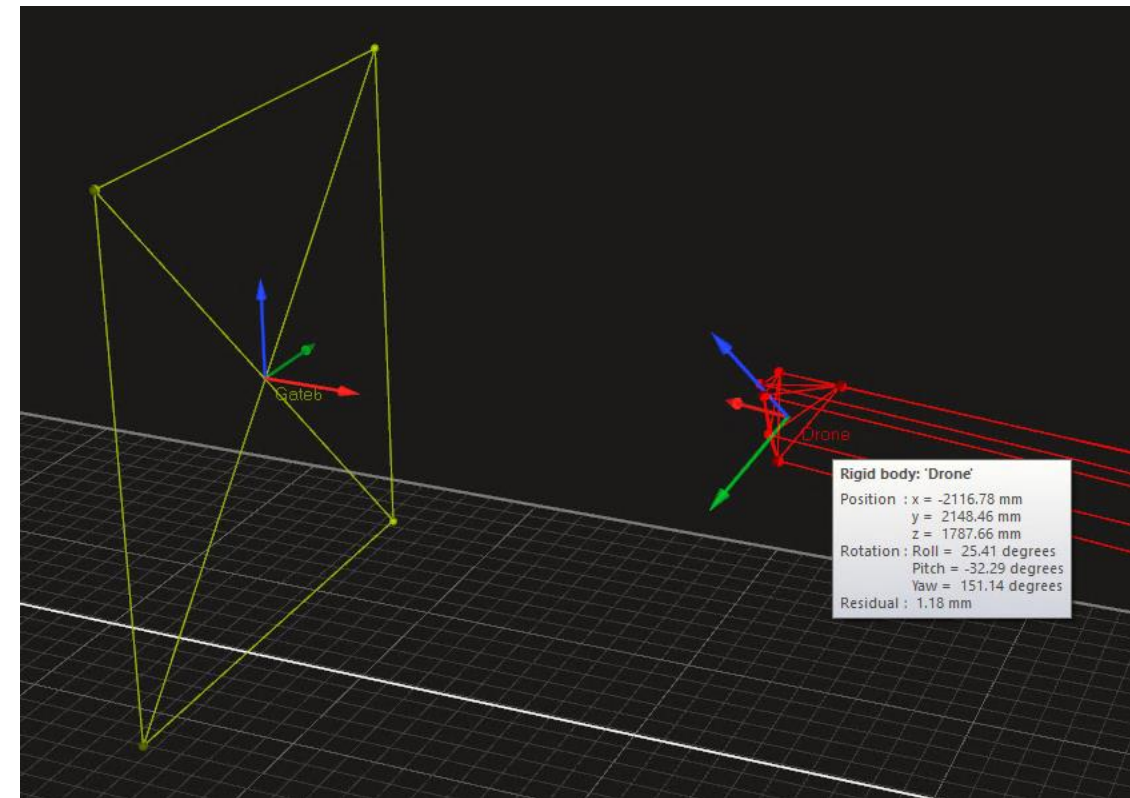 Gate6
Drone
Rigid body: 'Drone'
Position : x = -2116.78 mm
y = 2148.46 mm
z = 1787.66 mm
Rotation : Roll = 25.41 degrees
Pitch = -32.29 degrees
Yaw = 151.14 degrees
Residual : 1.18 mm